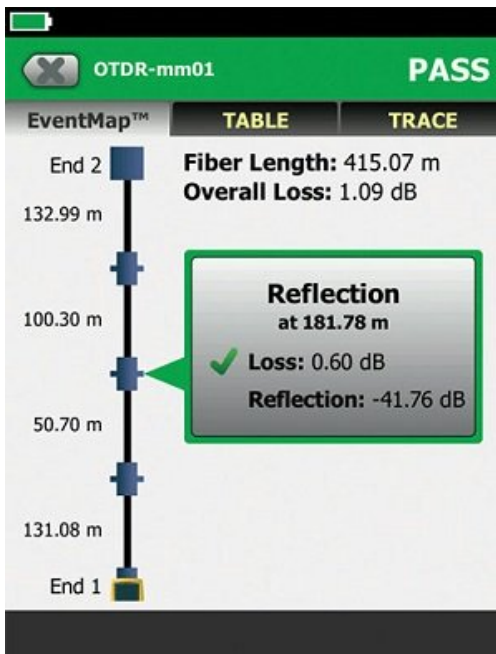 OTDR-mm01
PASS
EventMap™
TABLE
TRACE
End 2
Fiber Length: 415.07 m
Overall Loss: 1.09 dB
132.99 m
Reflection
at 181.78 m
100.30 m
Loss: 0.60 dB
Reflection: -41.76 dB
50.70 m
131.08 m
End 1